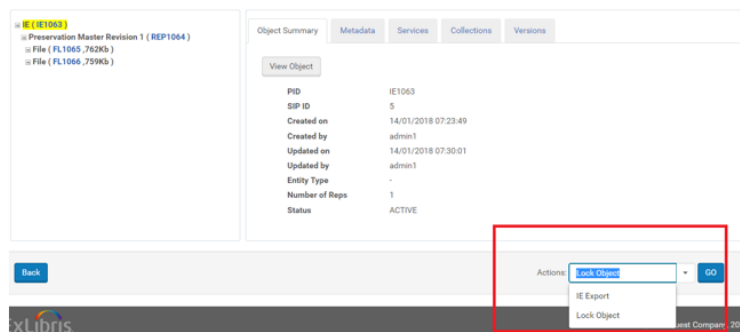 IE ( IE1063 )
Preservation Master Revision 1 ( REP1064 )
File ( FL1065 ,762Kb )
File ( FL1066 ,759Kb )
Object Summary Metadata Services Collections Versions
View Object
PID IE1063
SIP ID 5
Created on 14/01/2018 07:23:49
Created by admin1
Updated on 14/01/2018 07:30:01
Updated by admin1
Entity Type -
Number of Reps 1
Status ACTIVE
Back
Actions: Lock Object GO
IE Export
Lock Object
ExLibris
uest Company, 20